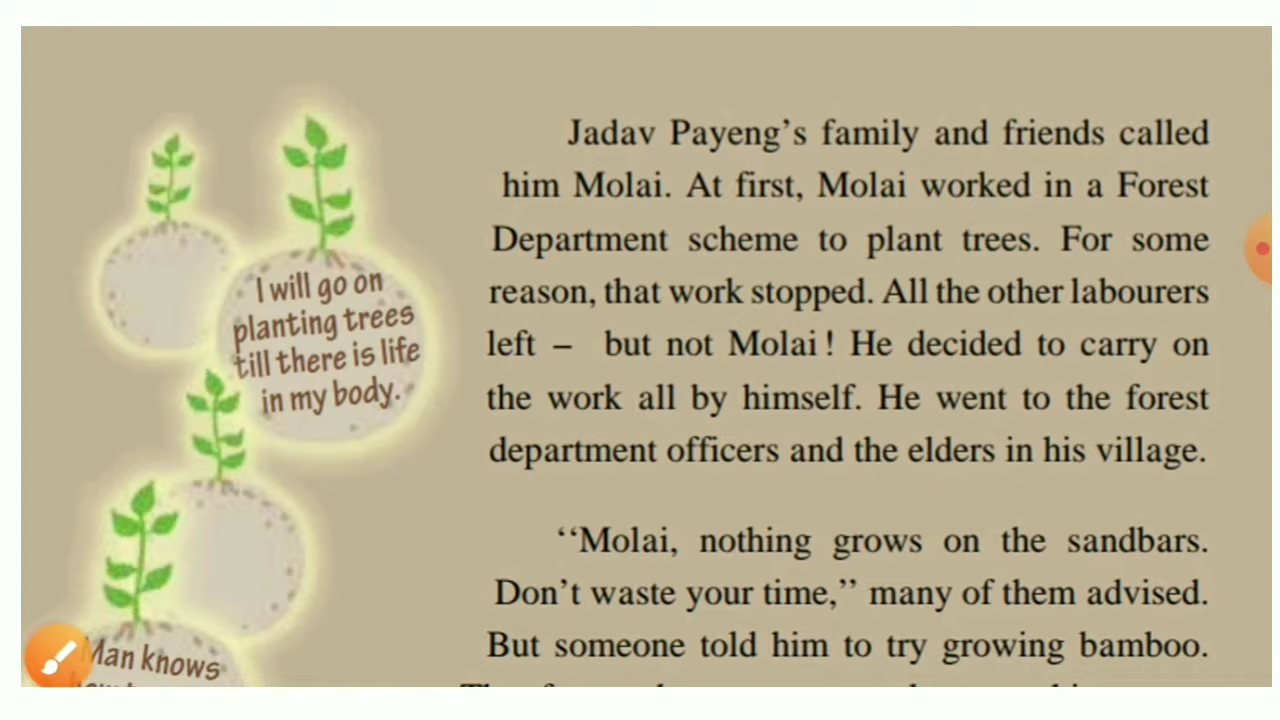 I will go on
planting trees
till there is life
in my body.
Man knows
Jadav Payeng's family and friends called
him Molai. At first, Molai worked in a Forest
Department scheme to plant trees. For some
reason, that work stopped. All the other labourers
left – but not Molai! He decided to carry on
the work all by himself. He went to the forest
department officers and the elders in his village.
‘‘Molai, nothing grows on the sandbars.
Don't waste your time,’’ many of them advised.
But someone told him to try growing bamboo.